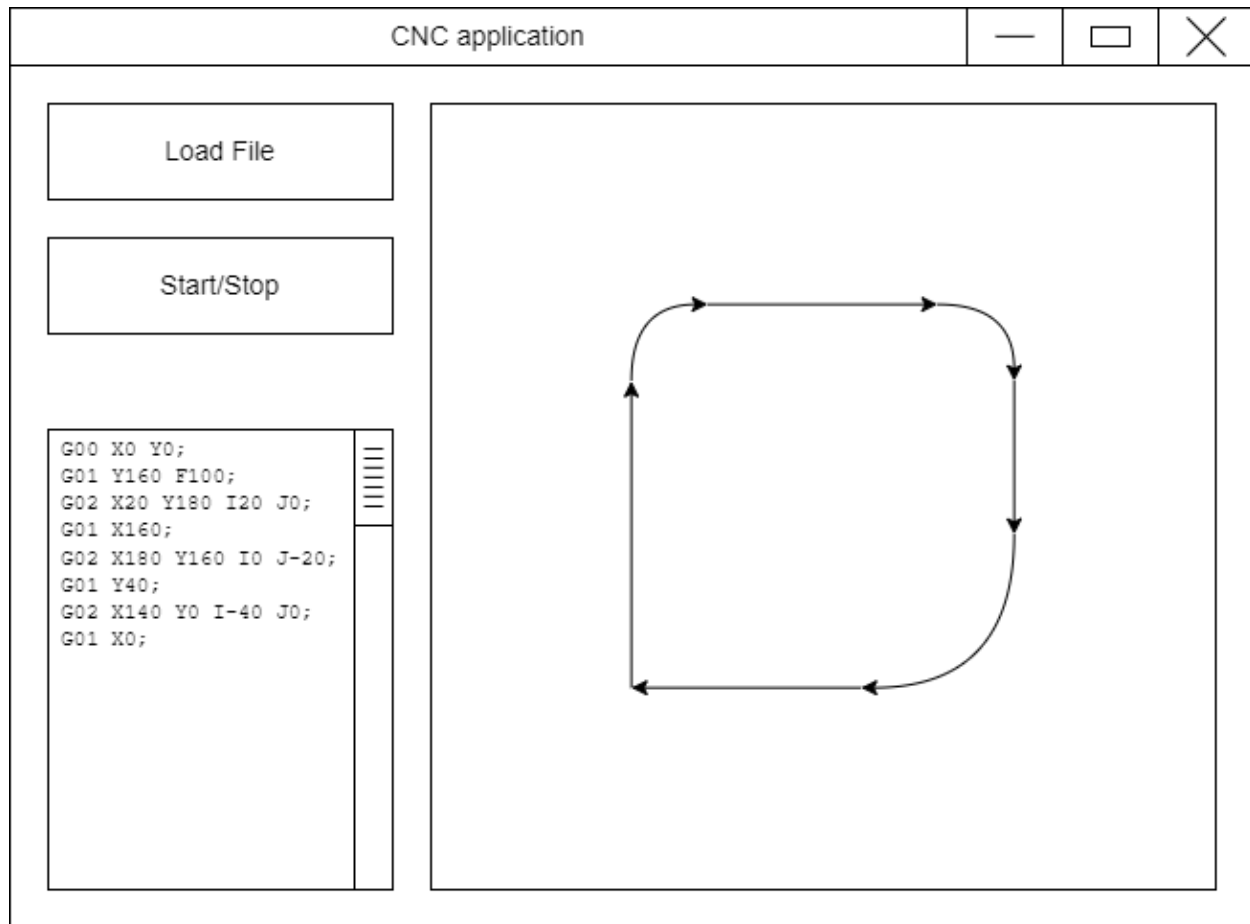 CNC application
Load File
Start/Stop
G00 X0 Y0;
G01 Y160 F100;
G02 X20 Y180 I20 J0;
G01 X160;
G02 X180 Y160 I0 J-20;
G01 Y40;
G02 X140 Y0 I-40 J0;
G01 X0;